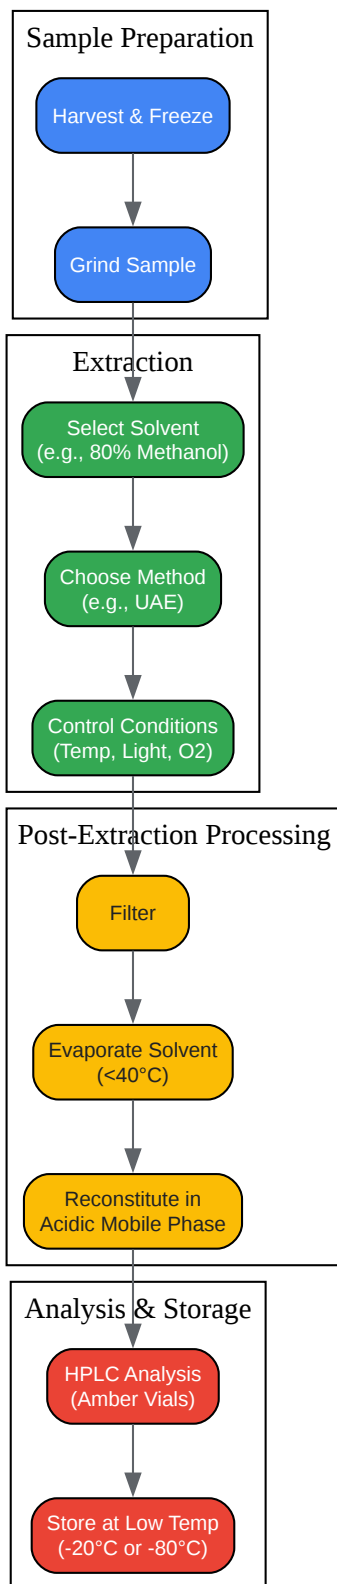 Sample Preparation
Harvest & Freeze
Grind Sample
Extraction
Select Solvent
(e.g., 80% Methanol)
Choose Method
(e.g., UAE)
Control Conditions
(Temp, Light, O2)
Post-Extraction Processing
Filter
Evaporate Solvent
(<40°C)
Reconstitute in
Acidic Mobile Phase
Analysis & Storage
HPLC Analysis
(Amber Vials)
Store at Low Temp
(-20°C or -80°C)